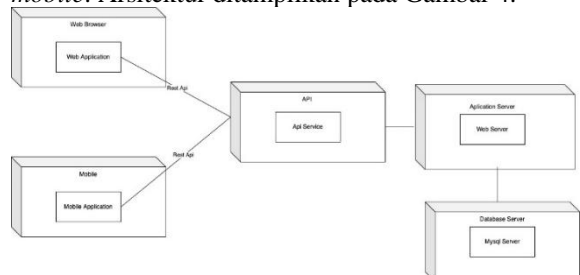 mobile. Arsitektur ditampilkan pada Gambar 4.
Web Browser
Web Application
Rest Api
API
Api Service
Aplication Server
Web Server
Rest Api
Mobile
Mobile Application
Database Server
Mysql Server